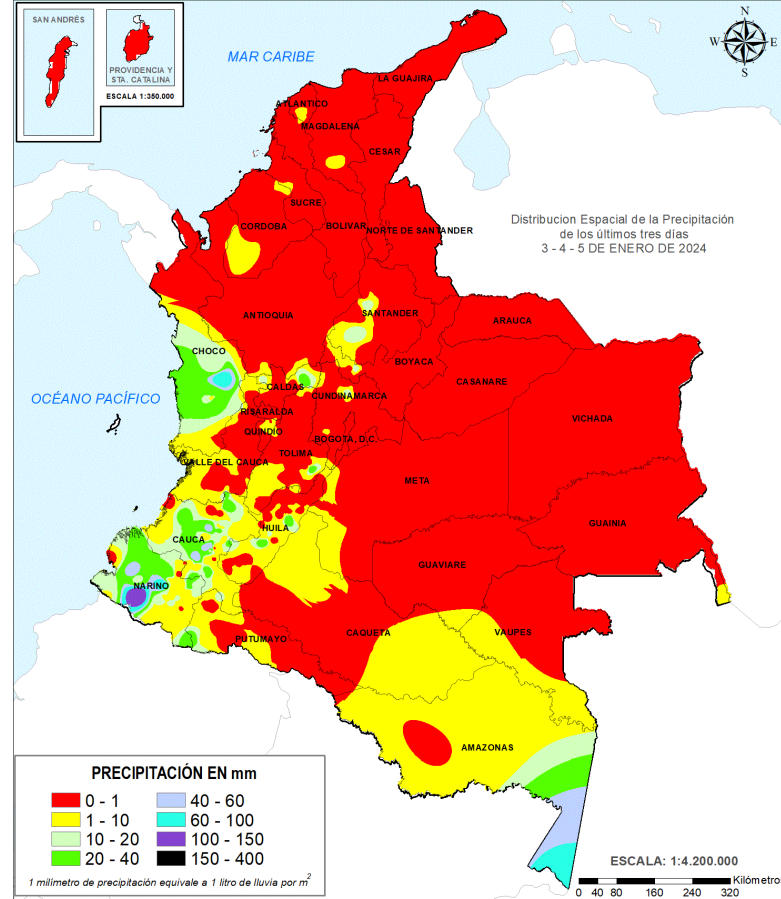 SAN ANDRÉS
PROVIDENCIA Y
STA. CATALINA
ESCALA 1:350.000
N
W
E
S
MAR CARIBE
LA GUAJIRA
ATLANTICO
MAGDALENA
CESAR
SUCRE
CORDOBA
BOLIVAR
NORTE DE SANTANDER
Distribucion Espacial de la Precipitación
de los últimos tres días
3 - 4 - 5 DE ENERO DE 2024
ANTIOQUIA
SANTANDER
ARAUCA
CHOCO
BOYACA
CASANARE
CALDAS
CUNDINAMARCA
OCÉANO PACÍFICO
RISARALDA
VICHADA
QUINDIO
BOGOTA, D.C.
TOLIMA
VALLE DEL CAUCA
META
GUAINIA
HUILA
CAUCA
GUAVIARE
NARIÑO
CAQUETA
VAUPES
PUTUMAYO
AMAZONAS
PRECIPITACIÓN EN mm
0 - 1
40 - 60
1 - 10
60 - 100
10 - 20
100 - 150
20 - 40
150 - 400
1 milímetro de precipitación equivale a 1 litro de lluvia por m2
ESCALA: 1:4.200.000
Kilómetros
0 40 80 160 240 320